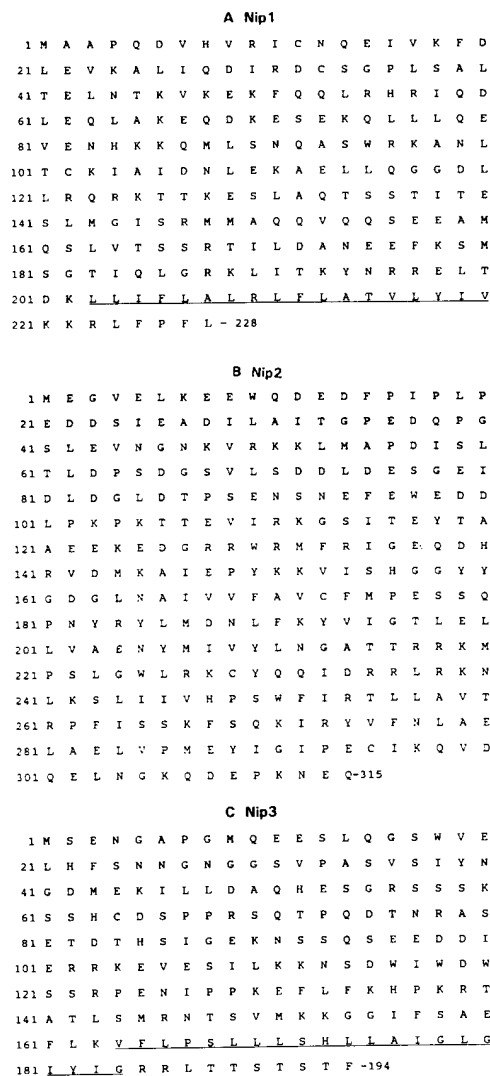 A Nip1
1 M A A P Q D V H V R I C N Q E I V K F D
21 L E V K A L I Q D I R D C S G P L S A L
41 T E L N T K V K E K F Q Q L R H R I Q D
61 L E Q L A K E Q D K E S E K Q L L L Q E
81 V E N H K K Q M L S N Q A S W R K A N L
101 T C K I A I D N L E K A E L L Q G G D L
121 L R Q R K T T K E S L A Q T S S T I T E
141 S L M G I S R M M A Q Q V Q Q S E E A M
161 Q S L V T S S R T I L D A N E E F K S M
181 S G T I Q L G R K L I T K Y N R R E L T
201 D K L L I F L A L R L F L A T V L Y I V
221 K K R L F P F L - 228
B Nip2
1 M E G V E L K E E W Q D E D F P I P L P
21 E D D S I E A D I L A I T G P E D Q P G
41 S L E V N G N K V R K K L M A P D I S L
61 T L D P S D G S V L S D D L D E S G E I
81 D L D G L D T P S E N S N E F E W E D D
101 L P K P K T T E V I R K G S I T E Y T A
121 A E E K E D G R R W R M F R I G E Q D H
141 R V D M K A I E P Y K K V I S H G G Y Y
161 G D G L N A I V V F A V C F M P E S S Q
181 P N Y R Y L M D N L F K Y V I G T L E L
201 L V A E N Y M I V Y L N G A T T R R K M
221 P S L G W L R K C Y Q Q I D R R L R K N
241 L K S L I I V H P S W F I R T L L A V T
261 R P F I S S K F S Q K I R Y V F N L A E
281 L A E L V P M E Y I G I P E C I K Q V D
301 Q E L N G K Q D E P K N E Q-315
C Nip3
1 M S E N G A P G M Q E E S L Q G S W V E
21 L H F S N N G N G G S V P A S V S I Y N
41 G D M E K I L L D A Q H E S G R S S S K
61 S S H C D S P P R S Q T P Q D T N R A S
81 E T D T H S I G E K N S S Q S E E D D I
101 E R R K E V E S I L K K N S D W I W D W
121 S S R P E N I P P K E F L F K H P K R T
141 A T L S M R N T S V M K K G G I F S A E
161 F L K V F L P S L L L S H L L A I G L G
181 I Y I G R R L T T S T S T F -194